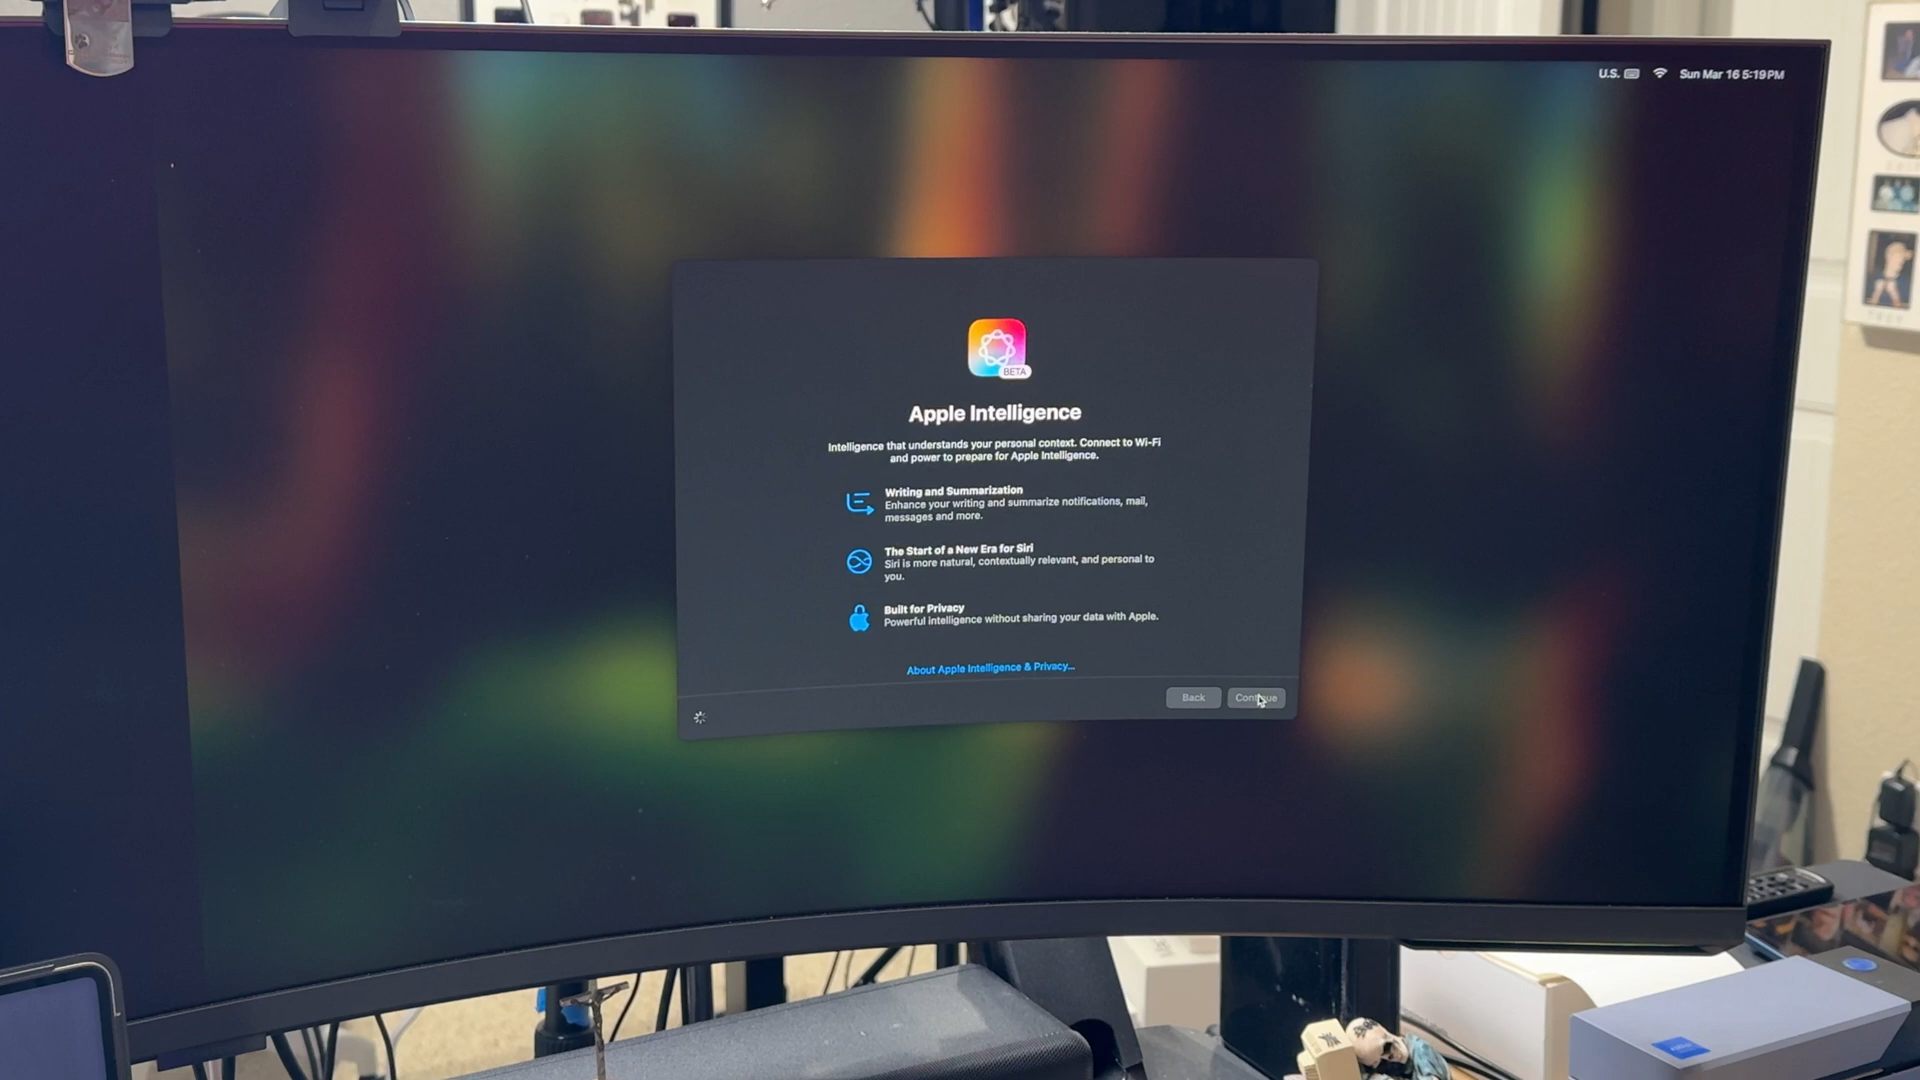 U.S. Sun Mar 16 5:19 PM
BETA
Apple Intelligence
Intelligence that understands your personal context. Connect to Wi-Fi
and power to prepare for Apple Intelligence.
Writing and Summarization
Enhance your writing and summarize notifications, mail,
messages and more.
The Start of a New Era for Siri
Siri is more natural, contextually relevant, and personal to
you.
Built for Privacy
Powerful intelligence without sharing your data with Apple.
About Apple Intelligence & Privacy...
Back Continue